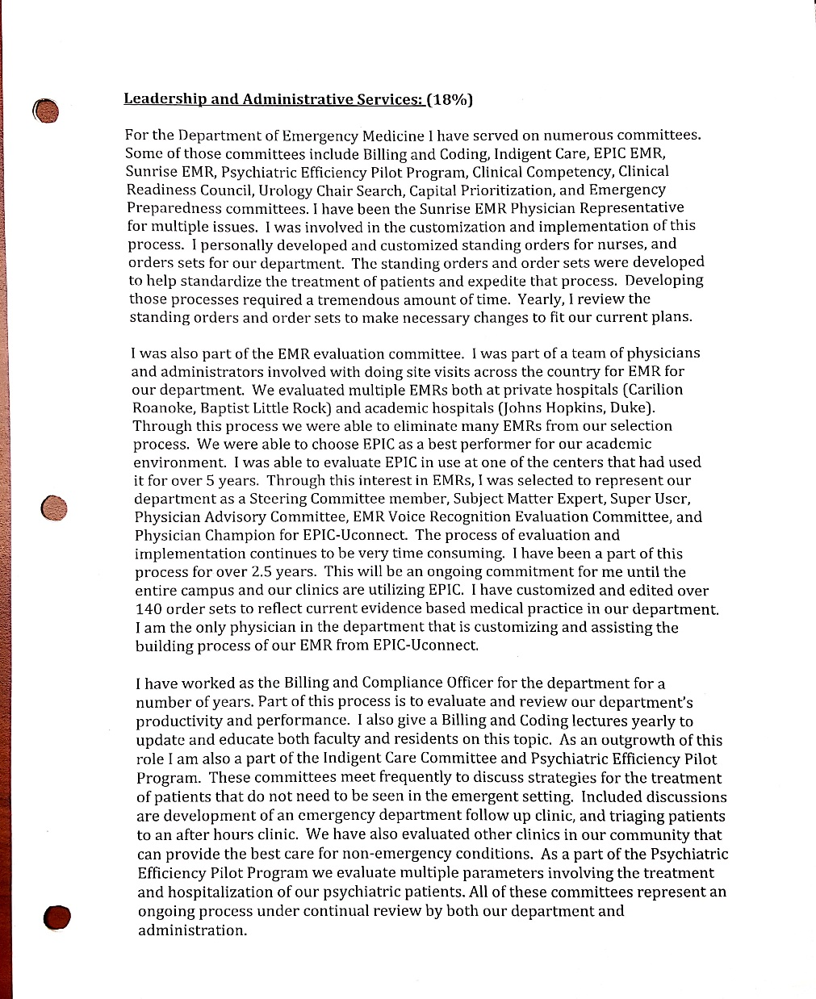 Leadership and Administrative Services: (18%)
For the Department of Emergency Medicine I have served on numerous committees.
Some of those committees include Billing and Coding, Indigent Care, EPIC EMR,
Sunrise EMR, Psychiatric Efficiency Pilot Program, Clinical Competency, Clinical
Readiness Council, Urology Chair Search, Capital Prioritization, and Emergency
Preparedness committees. I have been the Sunrise EMR Physician Representative
for multiple issues.  I was involved in the customization and implementation of this
process.  I personally developed and customized standing orders for nurses, and
orders sets for our department.  The standing orders and order sets were developed
to help standardize the treatment of patients and expedite that process.  Developing
those processes required a tremendous amount of time.  Yearly, I review the
standing orders and order sets to make necessary changes to fit our current plans.
I was also part of the EMR evaluation committee.  I was part of a team of physicians
and administrators involved with doing site visits across the country for EMR for
our department.  We evaluated multiple EMRs both at private hospitals (Carilion
Roanoke, Baptist Little Rock) and academic hospitals (Johns Hopkins, Duke).
Through this process we were able to eliminate many EMRs from our selection
process.  We were able to choose EPIC as a best performer for our academic
environment.  I was able to evaluate EPIC in use at one of the centers that had used
it for over 5 years.  Through this interest in EMRs, I was selected to represent our
department as a Steering Committee member, Subject Matter Expert, Super User,
Physician Advisory Committee, EMR Voice Recognition Evaluation Committee, and
Physician Champion for EPIC-Uconnect.  The process of evaluation and
implementation continues to be very time consuming.  I have been a part of this
process for over 2.5 years.  This will be an ongoing commitment for me until the
entire campus and our clinics are utilizing EPIC.  I have customized and edited over
140 order sets to reflect current evidence based medical practice in our department.
I am the only physician in the department that is customizing and assisting the
building process of our EMR from EPIC-Uconnect.
I have worked as the Billing and Compliance Officer for the department for a
number of years. Part of this process is to evaluate and review our department's
productivity and performance.  I also give a Billing and Coding lectures yearly to
update and educate both faculty and residents on this topic.  As an outgrowth of this
role I am also a part of the Indigent Care Committee and Psychiatric Efficiency Pilot
Program.  These committees meet frequently to discuss strategies for the treatment
of patients that do not need to be seen in the emergent setting.  Included discussions
are development of an emergency department follow up clinic, and triaging patients
to an after hours clinic.  We have also evaluated other clinics in our community that
can provide the best care for non-emergency conditions.  As a part of the Psychiatric
Efficiency Pilot Program we evaluate multiple parameters involving the treatment
and hospitalization of our psychiatric patients. All of these committees represent an
ongoing process under continual review by both our department and
administration.